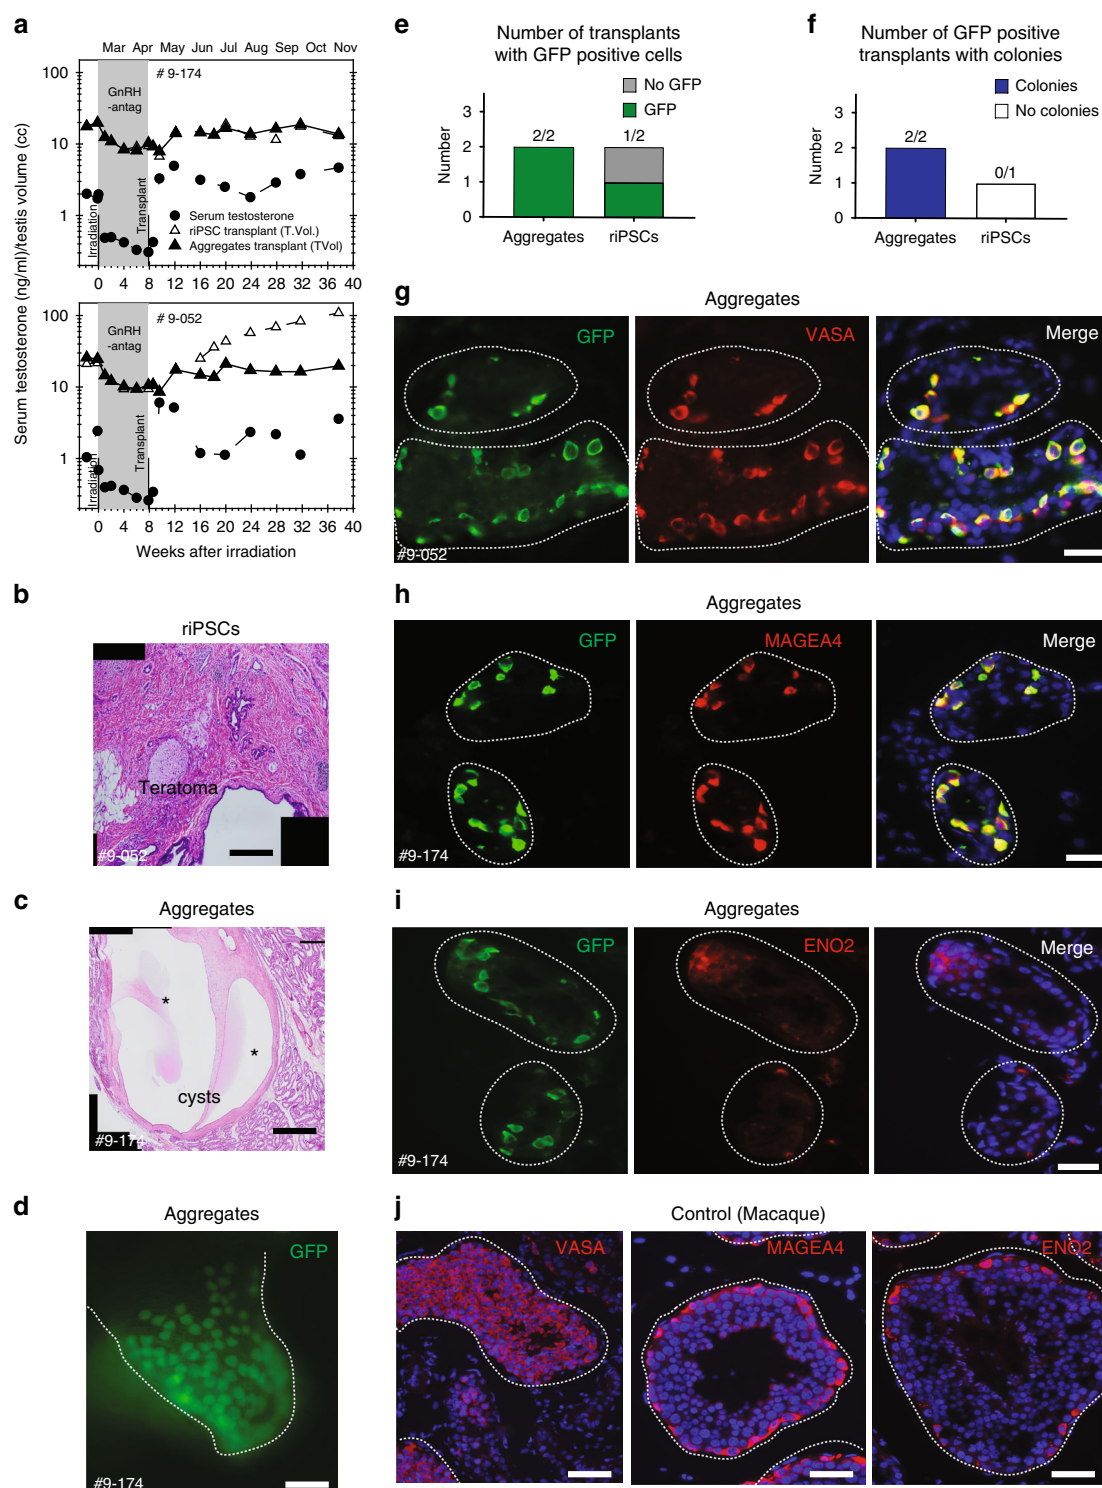 a
Mar Apr May Jun Jul Aug Sep Oct Nov
100
10
1
GnRH
-antag
# 9-174
Irradiation
Transplant
Serum testosterone
riPSC transplant (T.Vol.)
Aggregates transplant (TVol)
0 4 8 12 16 20 24 28 32 36 40
Serum testosterone (ng/ml)/testis volume (cc)
100
10
1
GnRH
-antag
# 9-052
Irradiation
Transplant
0 4 8 12 16 20 24 28 32 36 40
Weeks after irradiation
b
riPSCs
Teratoma
#9-052
c
Aggregates
*
*
cysts
#9-174
d
Aggregates
GFP
#9-174
e
Number of transplants
with GFP positive cells
No GFP
GFP
Number
3
2
1
0
2/2
1/2
Aggregates riPSCs
f
Number of GFP positive
transplants with colonies
Colonies
No colonies
Number
3
2
1
0
2/2
0/1
Aggregates riPSCs
g
Aggregates
GFP
VASA
Merge
#9-052
h
Aggregates
GFP
MAGEA4
Merge
#9-174
i
Aggregates
GFP
ENO2
Merge
#9-174
j
Control (Macaque)
VASA
MAGEA4
ENO2